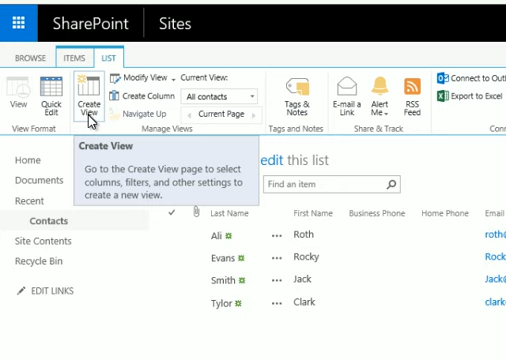 SharePoint Sites
BROWSE ITEMS LIST
View
Quick
Edit
View Format
Create
View
Modify View
Create Column
Navigate Up
Current View:
All contacts
Current Page
Manage Views
Tags &
Notes
Tags and Notes
E-mail a
Link
Alert
Me
RSS
Feed
Share & Track
Connect to Outl
Export to Excel
Conn
Create View
Go to the Create View page to select
columns, filters, and other settings to
create a new view.
Home
Documents
Recent
Contacts
Site Contents
Recycle Bin
EDIT LINKS
edit this list
Find an item
Last Name First Name Business Phone Home Phone Email
Ali Roth roth@
Evans Rocky Rock
Smith Jack Jack@
Tylor Clark clark